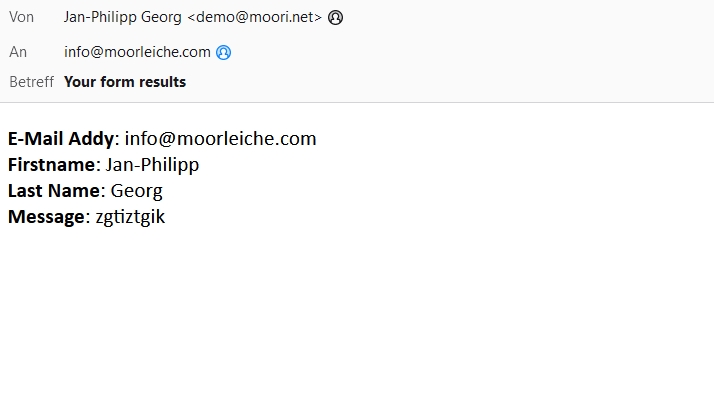 Von Jan-Philipp Georg <demo@moori.net>
An info@moorleiche.com
Betreff Your form results
E-Mail Addy: info@moorleiche.com
Firstname: Jan-Philipp
Last Name: Georg
Message: zgtiztgik